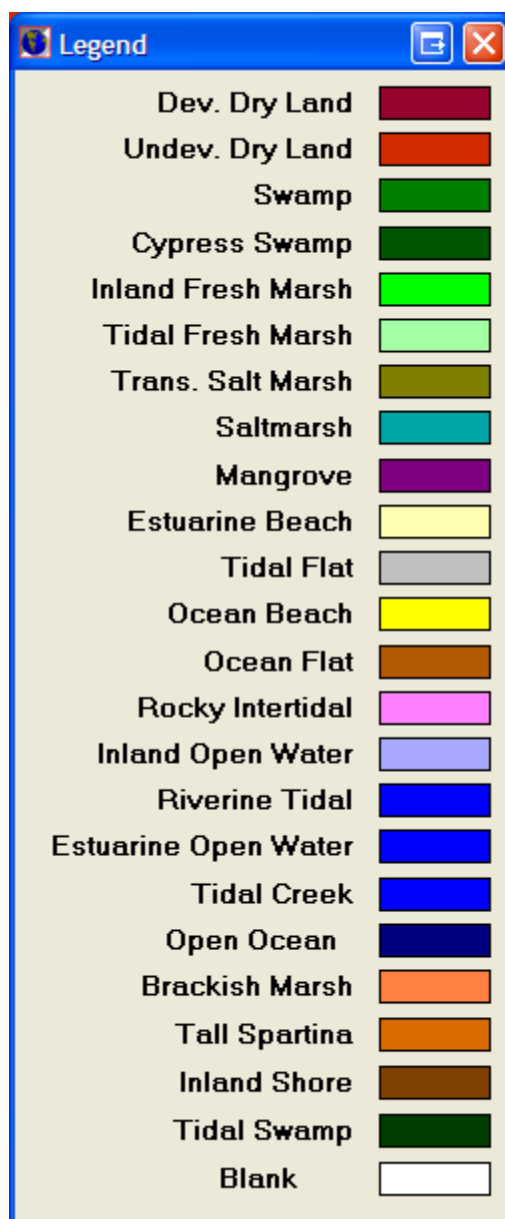 Legend
Dev. Dry Land
Undev. Dry Land
Swamp
Cypress Swamp
Inland Fresh Marsh
Tidal Fresh Marsh
Trans. Salt Marsh
Saltmarsh
Mangrove
Estuarine Beach
Tidal Flat
Ocean Beach
Ocean Flat
Rocky Intertidal
Inland Open Water
Riverine Tidal
Estuarine Open Water
Tidal Creek
Open Ocean
Brackish Marsh
Tall Spartina
Inland Shore
Tidal Swamp
Blank